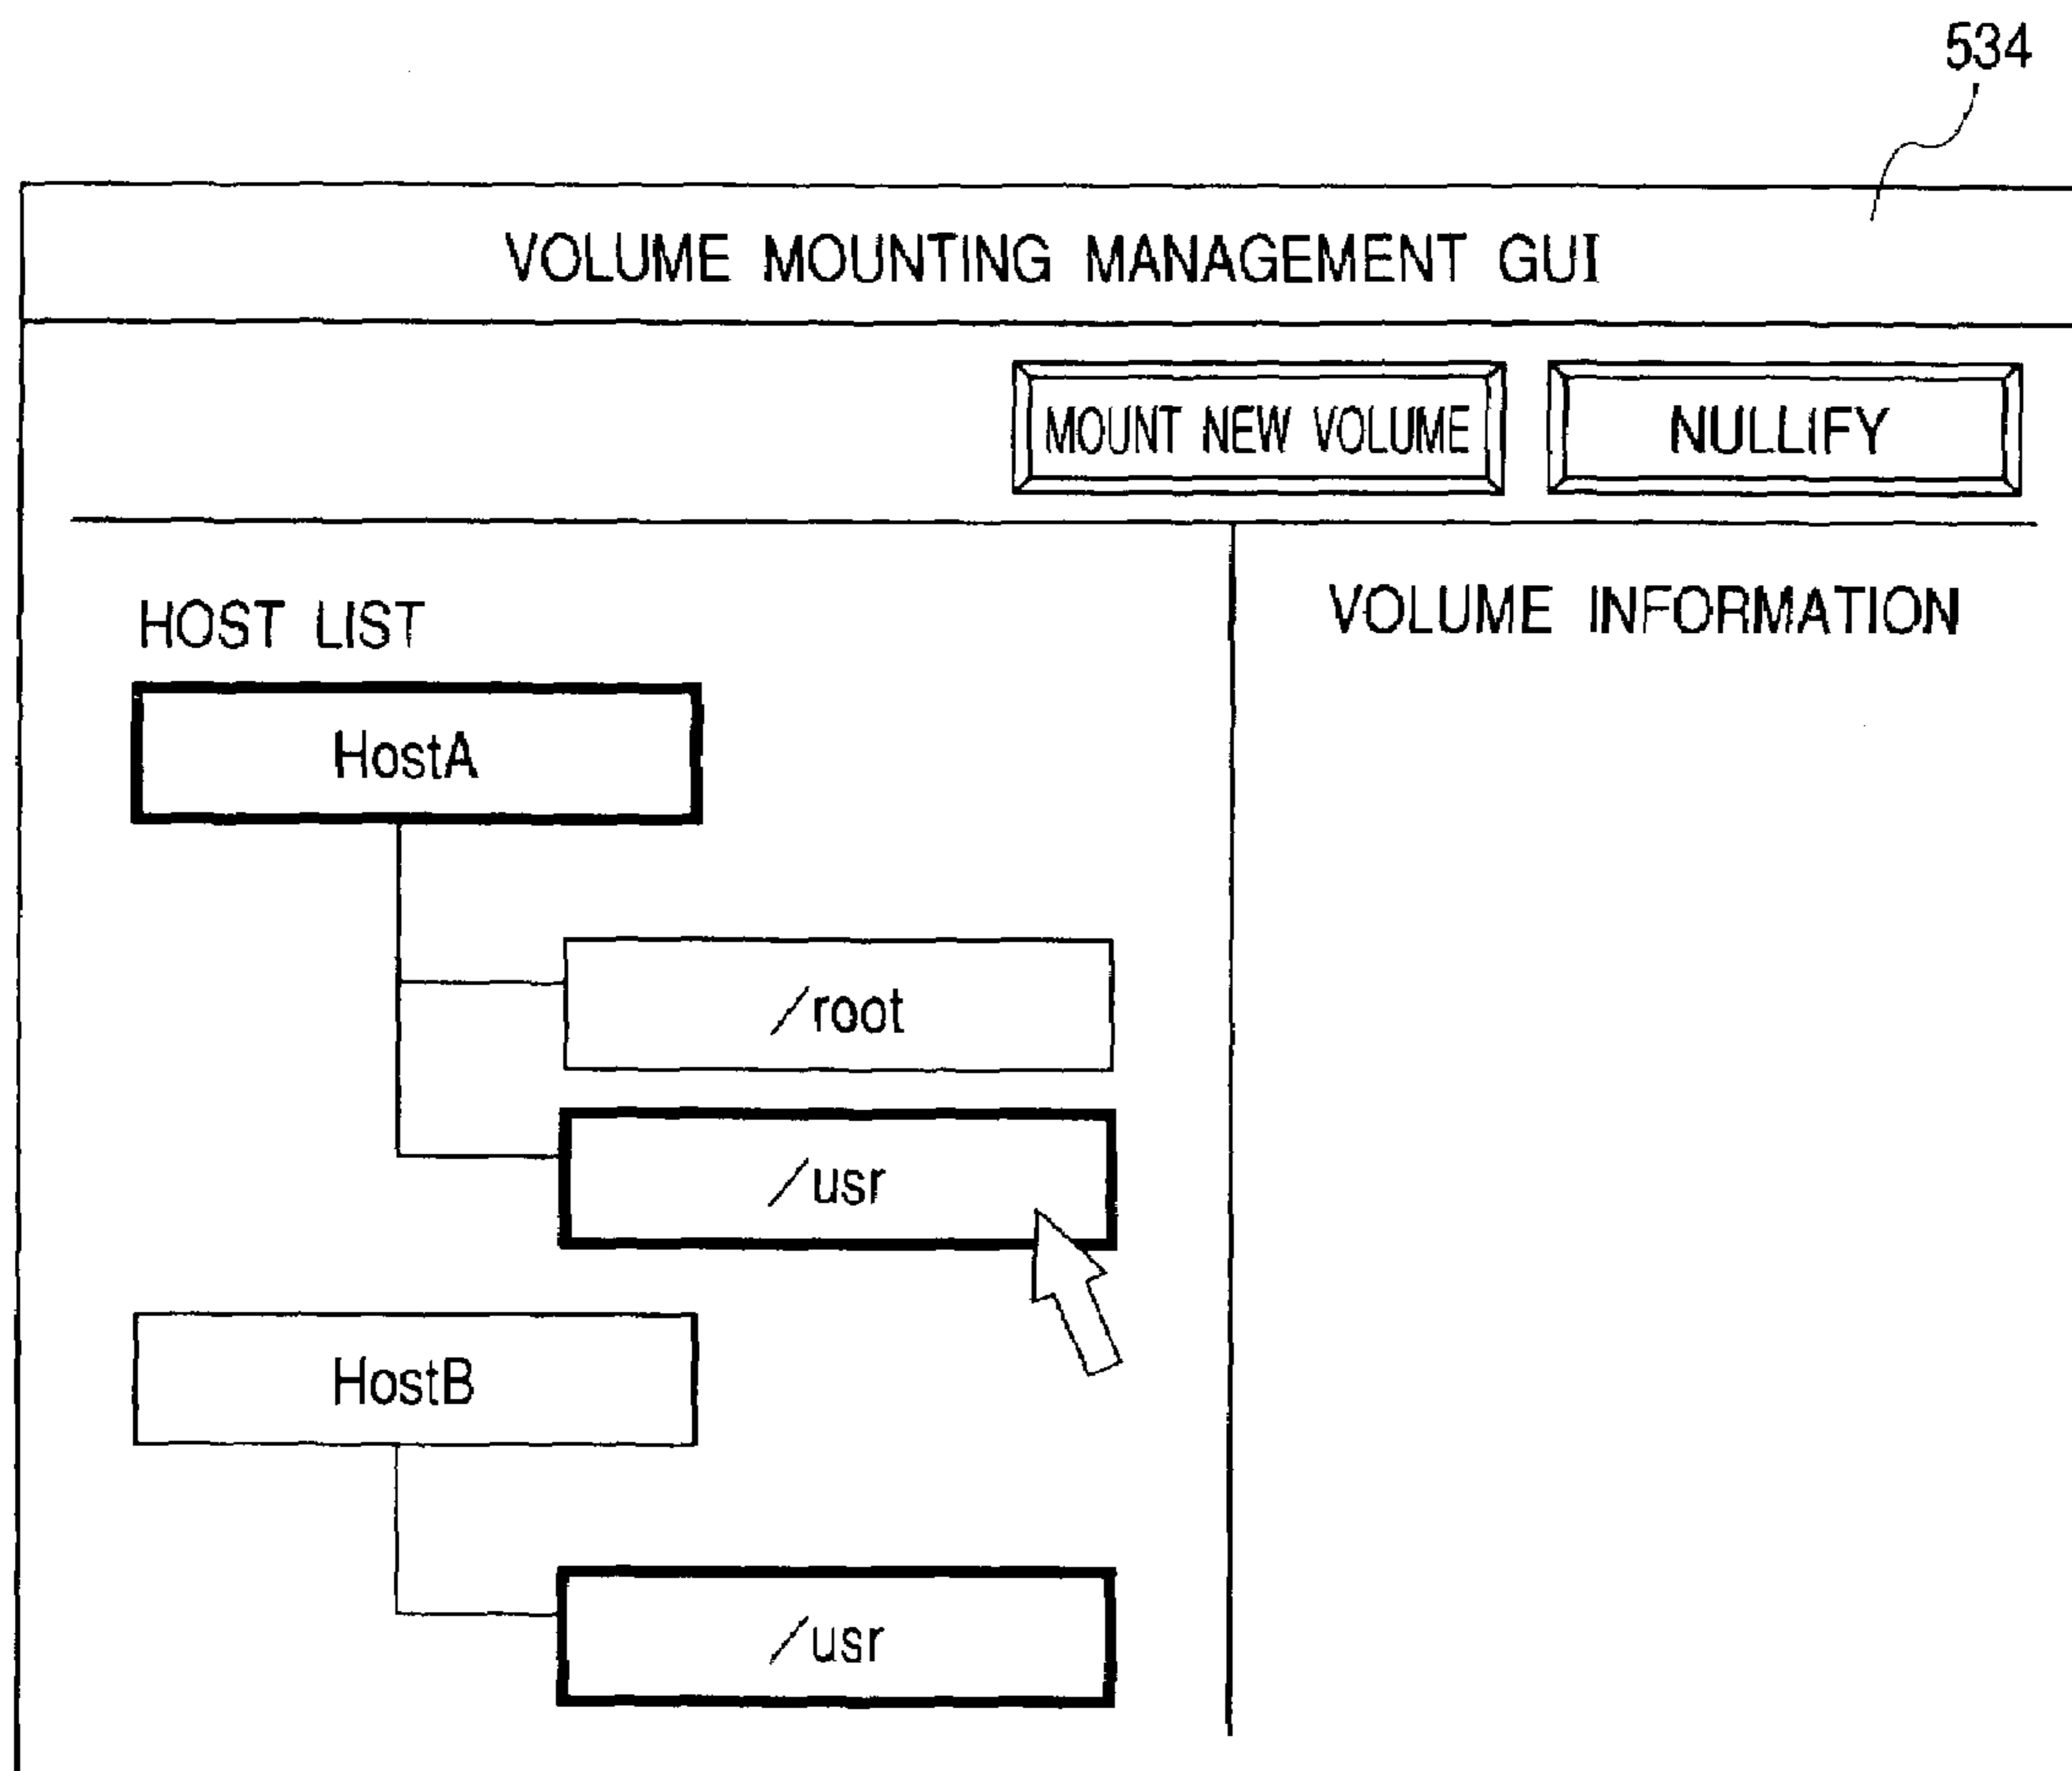 534
VOLUME MOUNTING MANAGEMENT GUI
MOUNT NEW VOLUME
NULLIFY
HOST LIST
VOLUME INFORMATION
HostA
/root
/usr
HostB
/usr